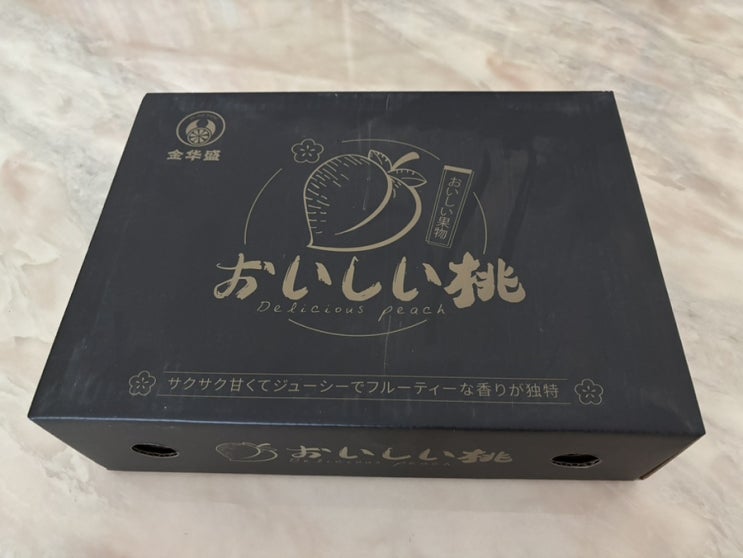 金华盛
おいしい果物
おいしい桃
Delicious peach
サクサク甘くてジューシーでフルーティーな香りが独特
おいしい桃
Delicious peach